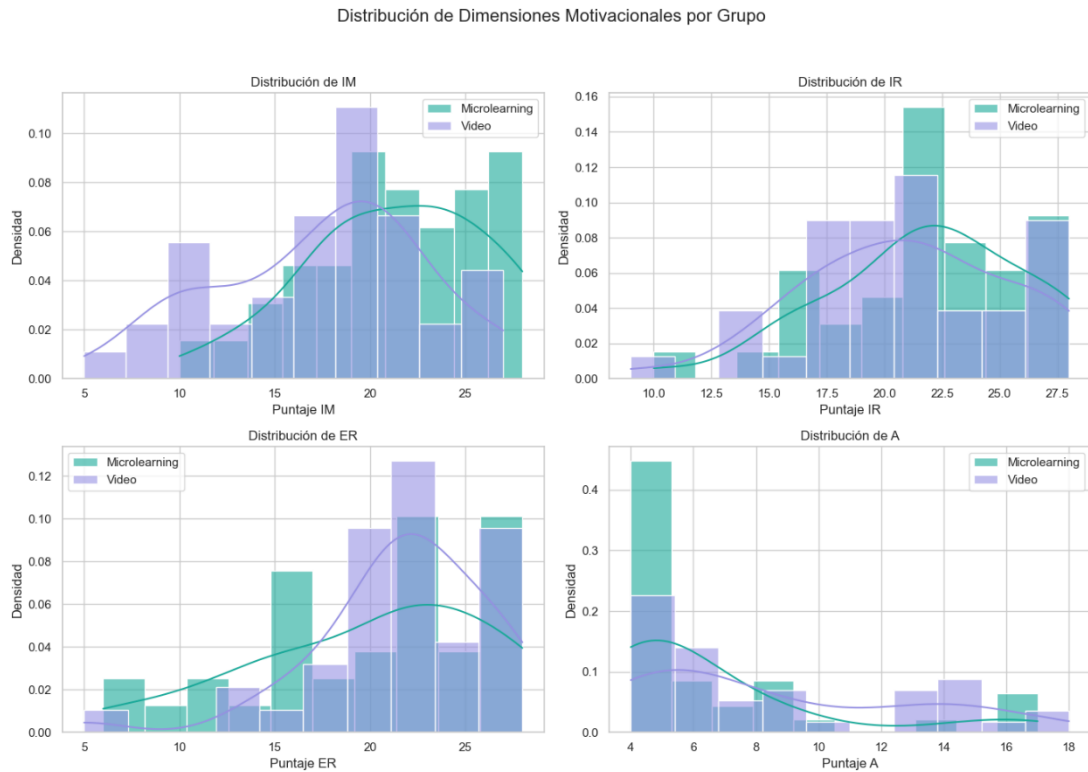 Distribución de Dimensiones Motivacionales por Grupo
Distribución de IM
Densidad
0.10
0.08
0.06
0.04
0.02
0.00
5 10 15 20 25
Puntaje IM
Microlearning
Video
Distribución de IR
Densidad
0.16
0.14
0.12
0.10
0.08
0.06
0.04
0.02
0.00
10.0 12.5 15.0 17.5 20.0 22.5 25.0 27.5
Puntaje IR
Microlearning
Video
Distribución de ER
Densidad
0.12
0.10
0.08
0.06
0.04
0.02
0.00
5 10 15 20 25
Puntaje ER
Microlearning
Video
Distribución de A
Densidad
0.4
0.3
0.2
0.1
0.0
4 6 8 10 12 14 16 18
Puntaje A
Microlearning
Video